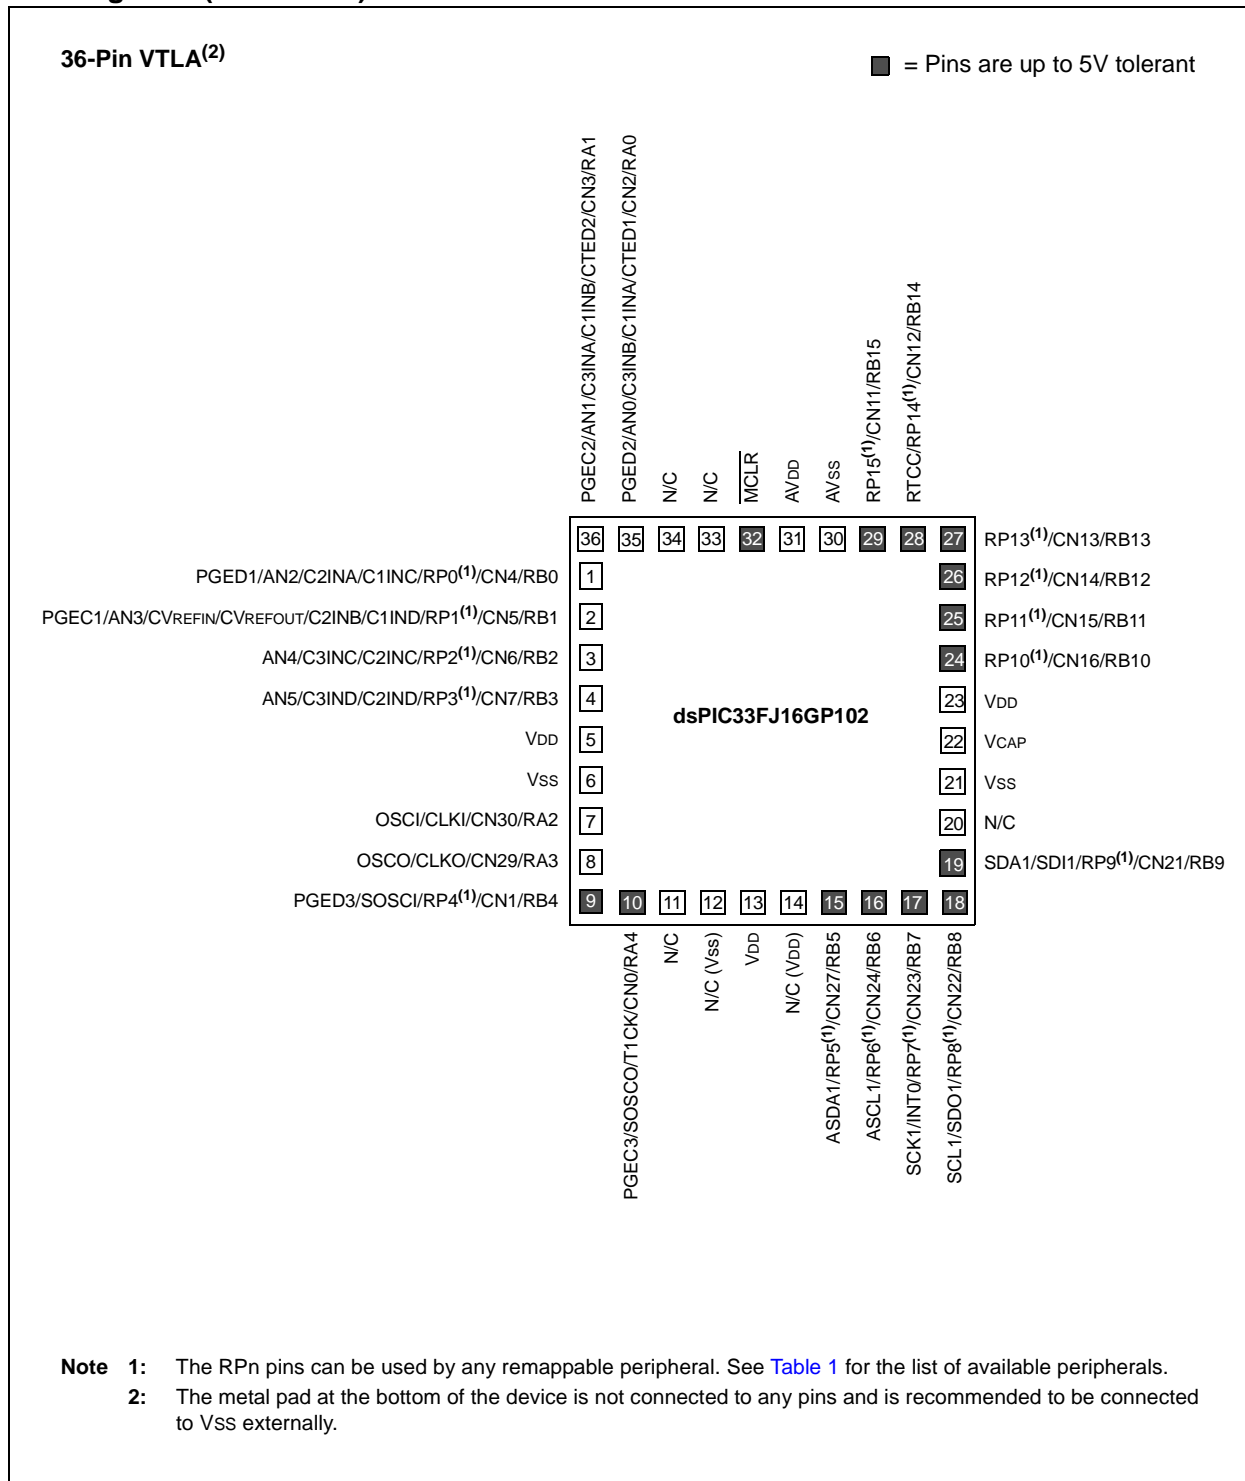 36-Pin VTLA(2)
= Pins are up to 5V tolerant
PGEC2/AN1/C3INA/C1INB/CTED2/CN3/RA1
PGED2/AN0/C3INB/C1INA/CTED1/CN2/RA0
N/C
N/C
MCLR
AVDD
AVSS
RP15(1)/CN11/RB15
RTCC/RP14(1)/CN12/RB14
36 35 34 33 32 31 30 29 28 27 RP13(1)/CN13/RB13
PGED1/AN2/C2INA/C1INC/RP0(1)/CN4/RB0 1 26 RP12(1)/CN14/RB12
PGEC1/AN3/CVREFIN/CVREFOUT/C2INB/C1IND/RP1(1)/CN5/RB1 2 25 RP11(1)/CN15/RB11
AN4/C3INC/C2INC/RP2(1)/CN6/RB2 3 24 RP10(1)/CN16/RB10
AN5/C3IND/C2IND/RP3(1)/CN7/RB3 4 23 VDD
dsPIC33FJ16GP102
VDD 5 22 VCAP
VSS 6 21 VSS
OSCI/CLKI/CN30/RA2 7 20 N/C
OSCO/CLKO/CN29/RA3 8 19 SDA1/SDI1/RP9(1)/CN21/RB9
PGED3/SOSCI/RP4(1)/CN1/RB4 9 10 11 12 13 14 15 16 17 18
PGEC3/SOSCO/T1CK/CN0/RA4
N/C
N/C (VSS)
VDD
N/C (VDD)
ASDA1/RP5(1)/CN27/RB5
ASCL1/RP6(1)/CN24/RB6
SCK1/INT0/RP7(1)/CN23/RB7
SCL1/SDO1/RP8(1)/CN22/RB8
Note 1: The RPn pins can be used by any remappable peripheral. See Table 1 for the list of available peripherals.
2: The metal pad at the bottom of the device is not connected to any pins and is recommended to be connected
to VSS externally.